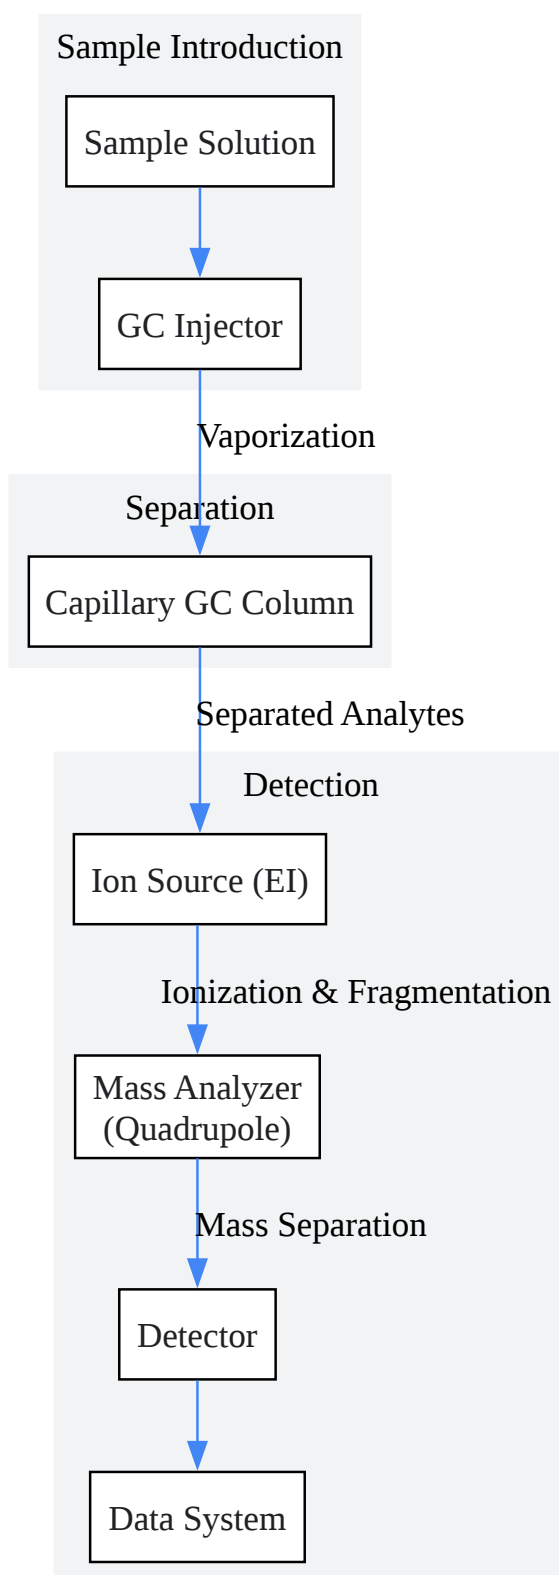 Sample Introduction
Sample Solution
GC Injector
Vaporization
Separation
Capillary GC Column
Separated Analytes
Detection
Ion Source (EI)
Ionization & Fragmentation
Mass Analyzer
(Quadrupole)
Mass Separation
Detector
Data System